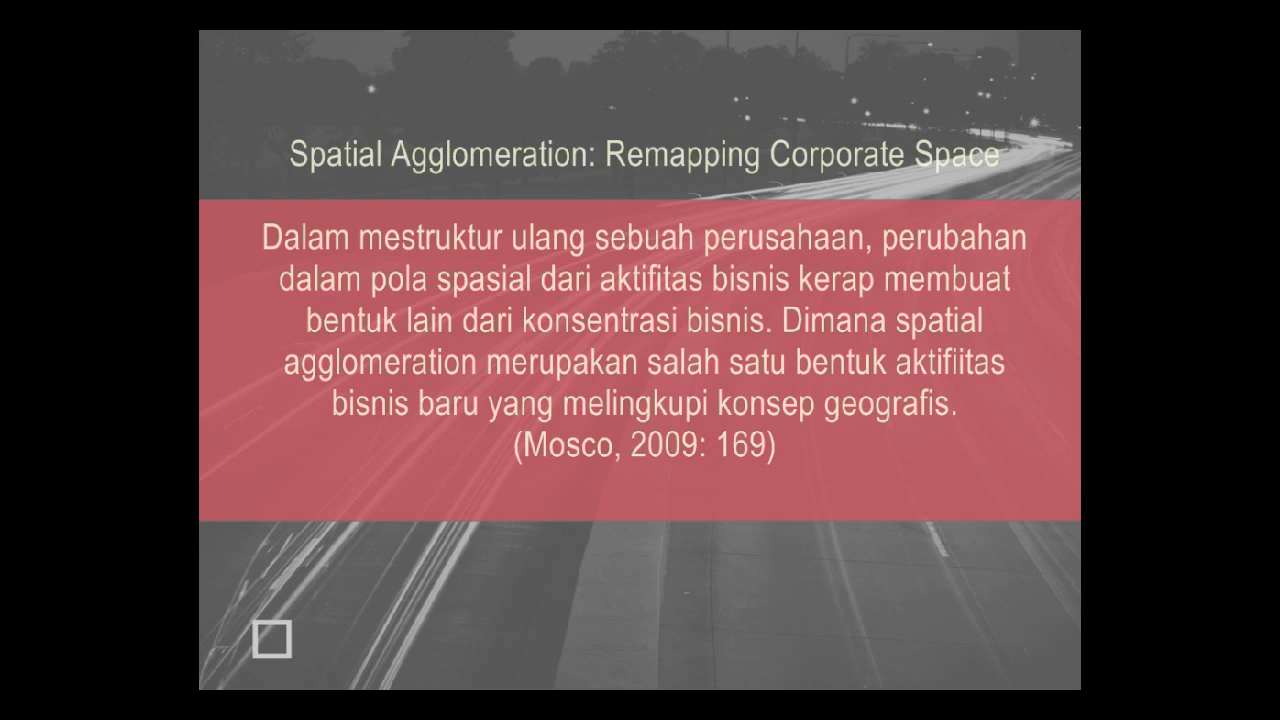 Spatial Agglomeration: Remapping Corporate Space
Dalam mestruktur ulang sebuah perusahaan, perubahan
dalam pola spasial dari aktifitas bisnis kerap membuat
bentuk lain dari konsentrasi bisnis. Dimana spatial
agglomeration merupakan salah satu bentuk aktifiitas
bisnis baru yang melingkupi konsep geografis.
(Mosco, 2009: 169)